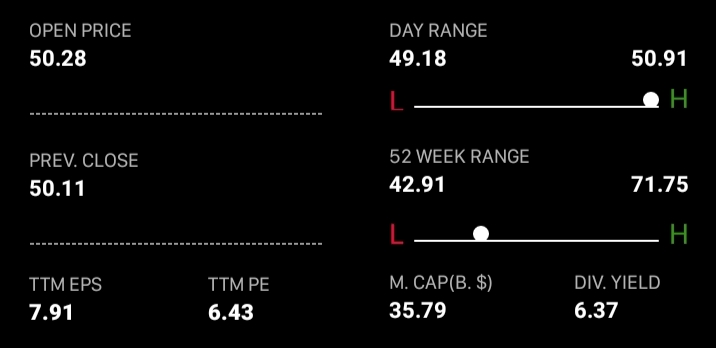 OPEN PRICE
50.28
DAY RANGE
49.18 50.91
L H
PREV. CLOSE
50.11
52 WEEK RANGE
42.91 71.75
L H
TTM EPS TTM PE
7.91 6.43
M. CAP(B. $) DIV. YIELD
35.79 6.37